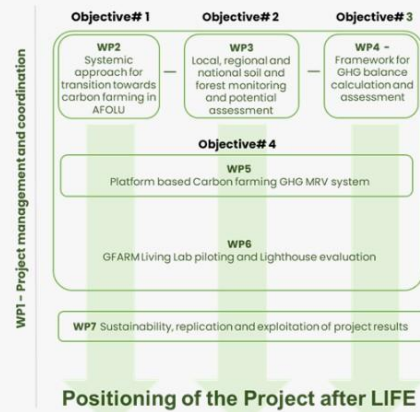 Objective# 1
Objective# 2
Objective# 3
WP2
Systemic
approach for
transition towards
carbon farming in
AFOLU
WP3
Local, regional and
national soil and
forest monitoring
and potential
assessment
WP4 -
Framework for
GHG balance
calculation and
assessment
Objective# 4
WP5
Platform based Carbon farming GHG MRV system
WP6
GFARM Living Lab piloting and Lighthouse evaluation
WP7 Sustainability, replication and exploitation of project results
WP1 - Project management and coordination
Positioning of the Project after LIFE